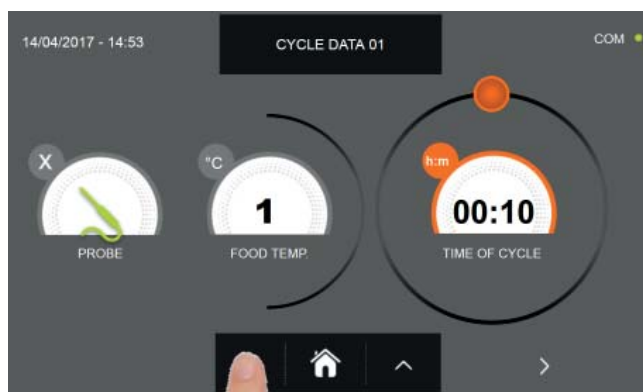 14/04/2017 - 14:53
CYCLE DATA 01
COM
X
°C
h:m
1
00:10
PROBE
FOOD TEMP.
TIME OF CYCLE